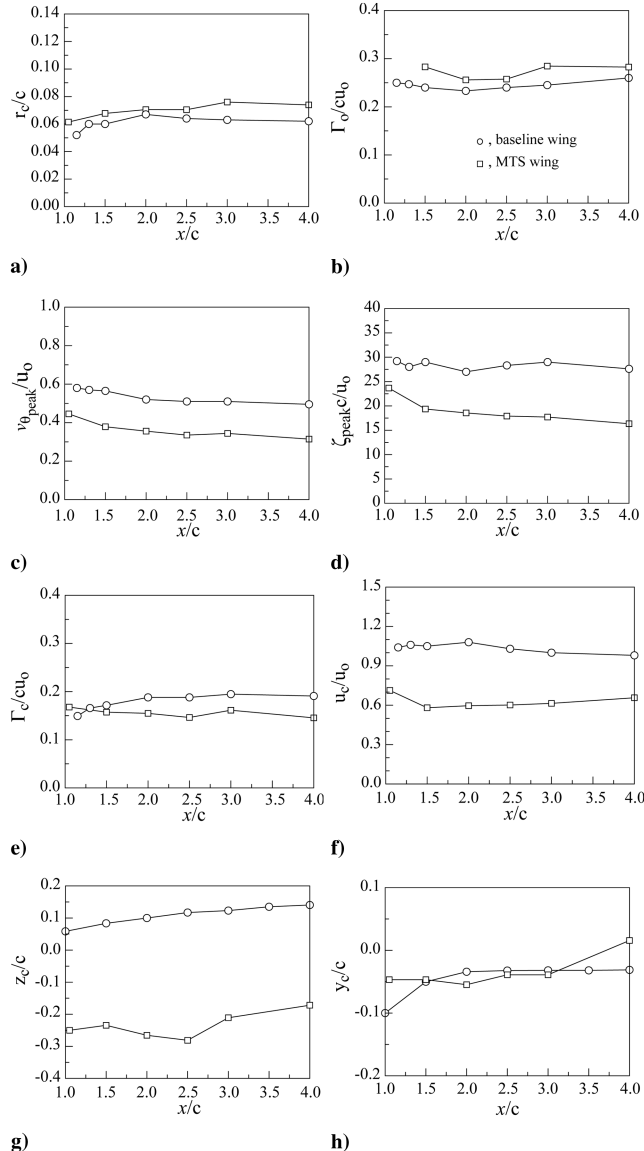 0.14
0.12
0.10
0.08
0.06
0.04
0.02
0.00
r_c/c
1.0 1.5 2.0 2.5 3.0 3.5 4.0
x/c
a)
0.4
0.3
0.2
0.1
0.0
Γ_o/cu_o
, baseline wing
, MTS wing
1.0 1.5 2.0 2.5 3.0 3.5 4.0
x/c
b)
1.0
0.8
0.6
0.4
0.2
0.0
v_θpeak/u_o
1.0 1.5 2.0 2.5 3.0 3.5 4.0
x/c
c)
40
35
30
25
20
15
10
5
0
ζ_peak c/u_o
1.0 1.5 2.0 2.5 3.0 3.5 4.0
x/c
d)
0.4
0.3
0.2
0.1
0.0
Γ_c/cu_o
1.0 1.5 2.0 2.5 3.0 3.5 4.0
x/c
e)
1.5
1.2
0.9
0.6
0.3
0.0
u_c/u_o
1.0 1.5 2.0 2.5 3.0 3.5 4.0
x/c
f)
0.2
0.1
0.0
-0.1
-0.2
-0.3
-0.4
z_c/c
1.0 1.5 2.0 2.5 3.0 3.5 4.0
x/c
g)
0.1
0.0
-0.1
-0.2
y_c/c
1.0 1.5 2.0 2.5 3.0 3.5 4.0
x/c
h)